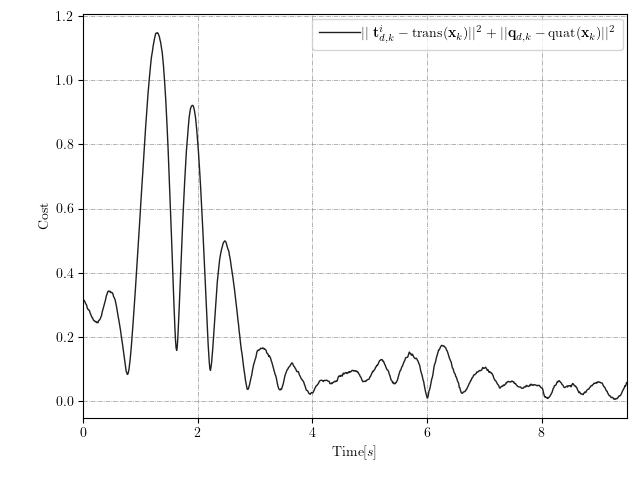 1.2
|| t^i_{d,k} − trans(x_k)||^2 + ||q_{d,k} − quat(x_k)||^2
1.0
0.8
0.6
Cost
0.4
0.2
0.0
0 2 4 6 8
Time[s]